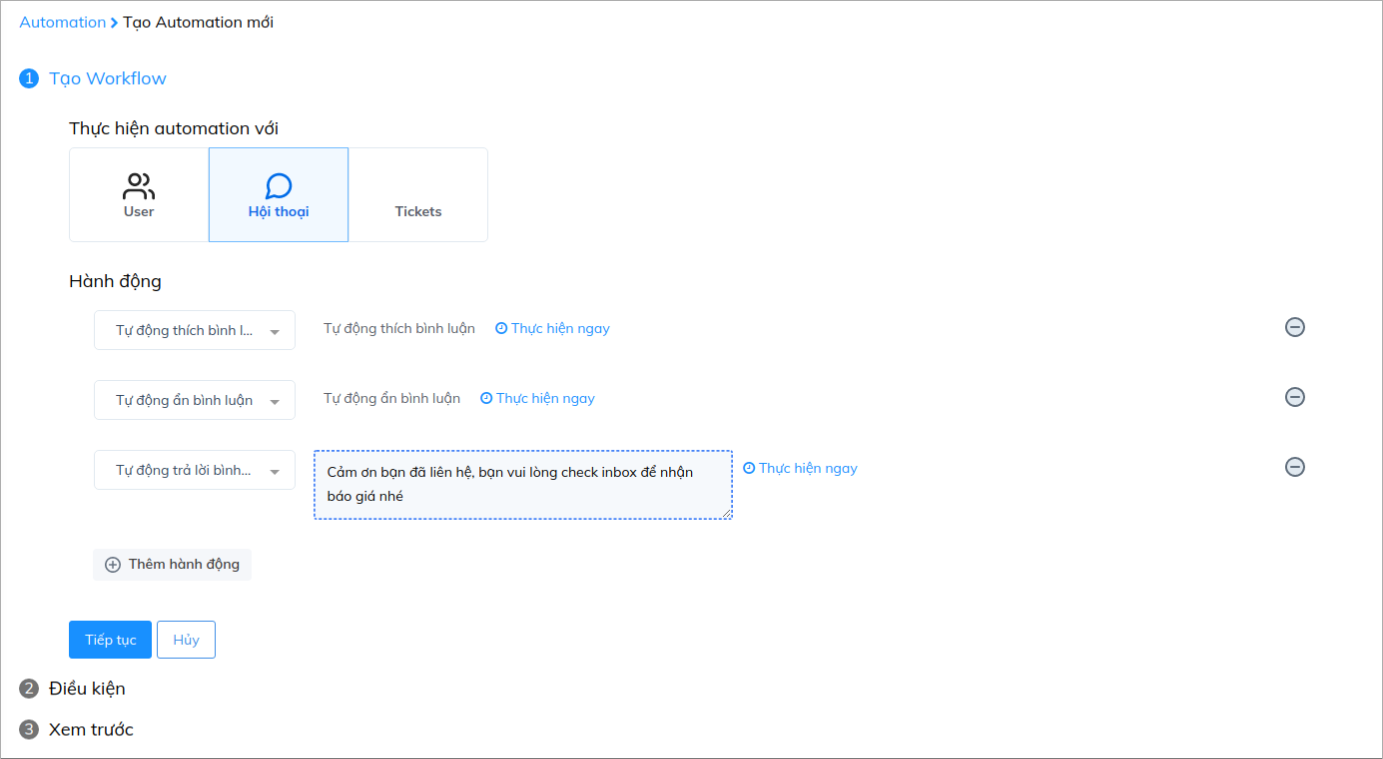 Automation > Tạo Automation mới
1 Tạo Workflow
Thực hiện automation với
User
Hội thoại
Tickets
Hành động
Tự động thích bình l... Tự động thích bình luận Thực hiện ngay
Tự động ẩn bình luận Tự động ẩn bình luận Thực hiện ngay
Tự động trả lời bình... Cảm ơn bạn đã liên hệ, bạn vui lòng check inbox để nhận Thực hiện ngay
báo giá nhé
Thêm hành động
Tiếp tục Hủy
2 Điều kiện
3 Xem trước